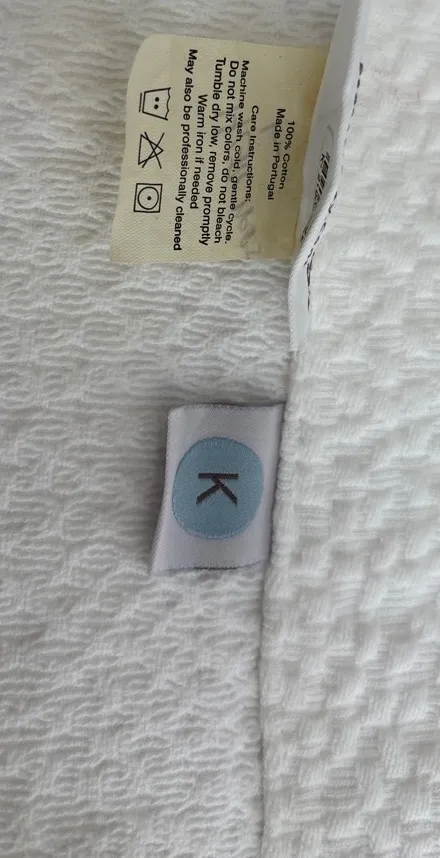 100% Cotton
Made in Portugal
Care Instructions:
Machine wash cold, gentle cycle.
Do not mix colors, do not bleach
Tumble dry low, remove promptly
Warm iron if needed
May also be professionally cleaned
K